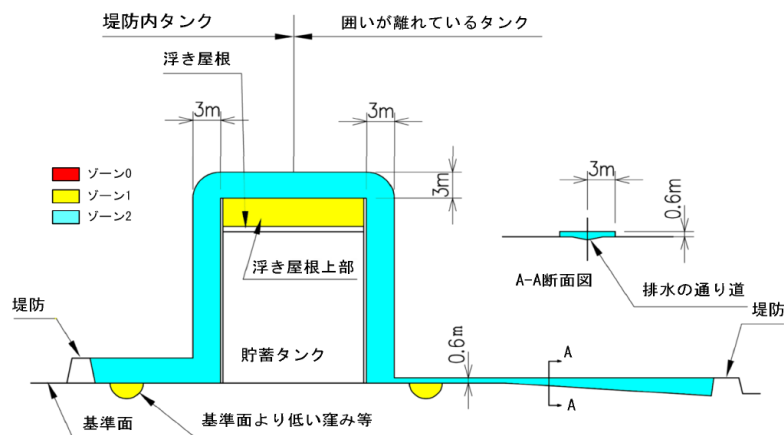 堤防内タンク
囲いが離れているタンク
浮き屋根
3m
3m
3m
ゾーン0
ゾーン1
ゾーン2
3m
0.6m
浮き屋根上部
A-A断面図
排水の通り道
堤防
堤防
貯蓄タンク
0.6m
A
A
基準面
基準面より低い窪み等